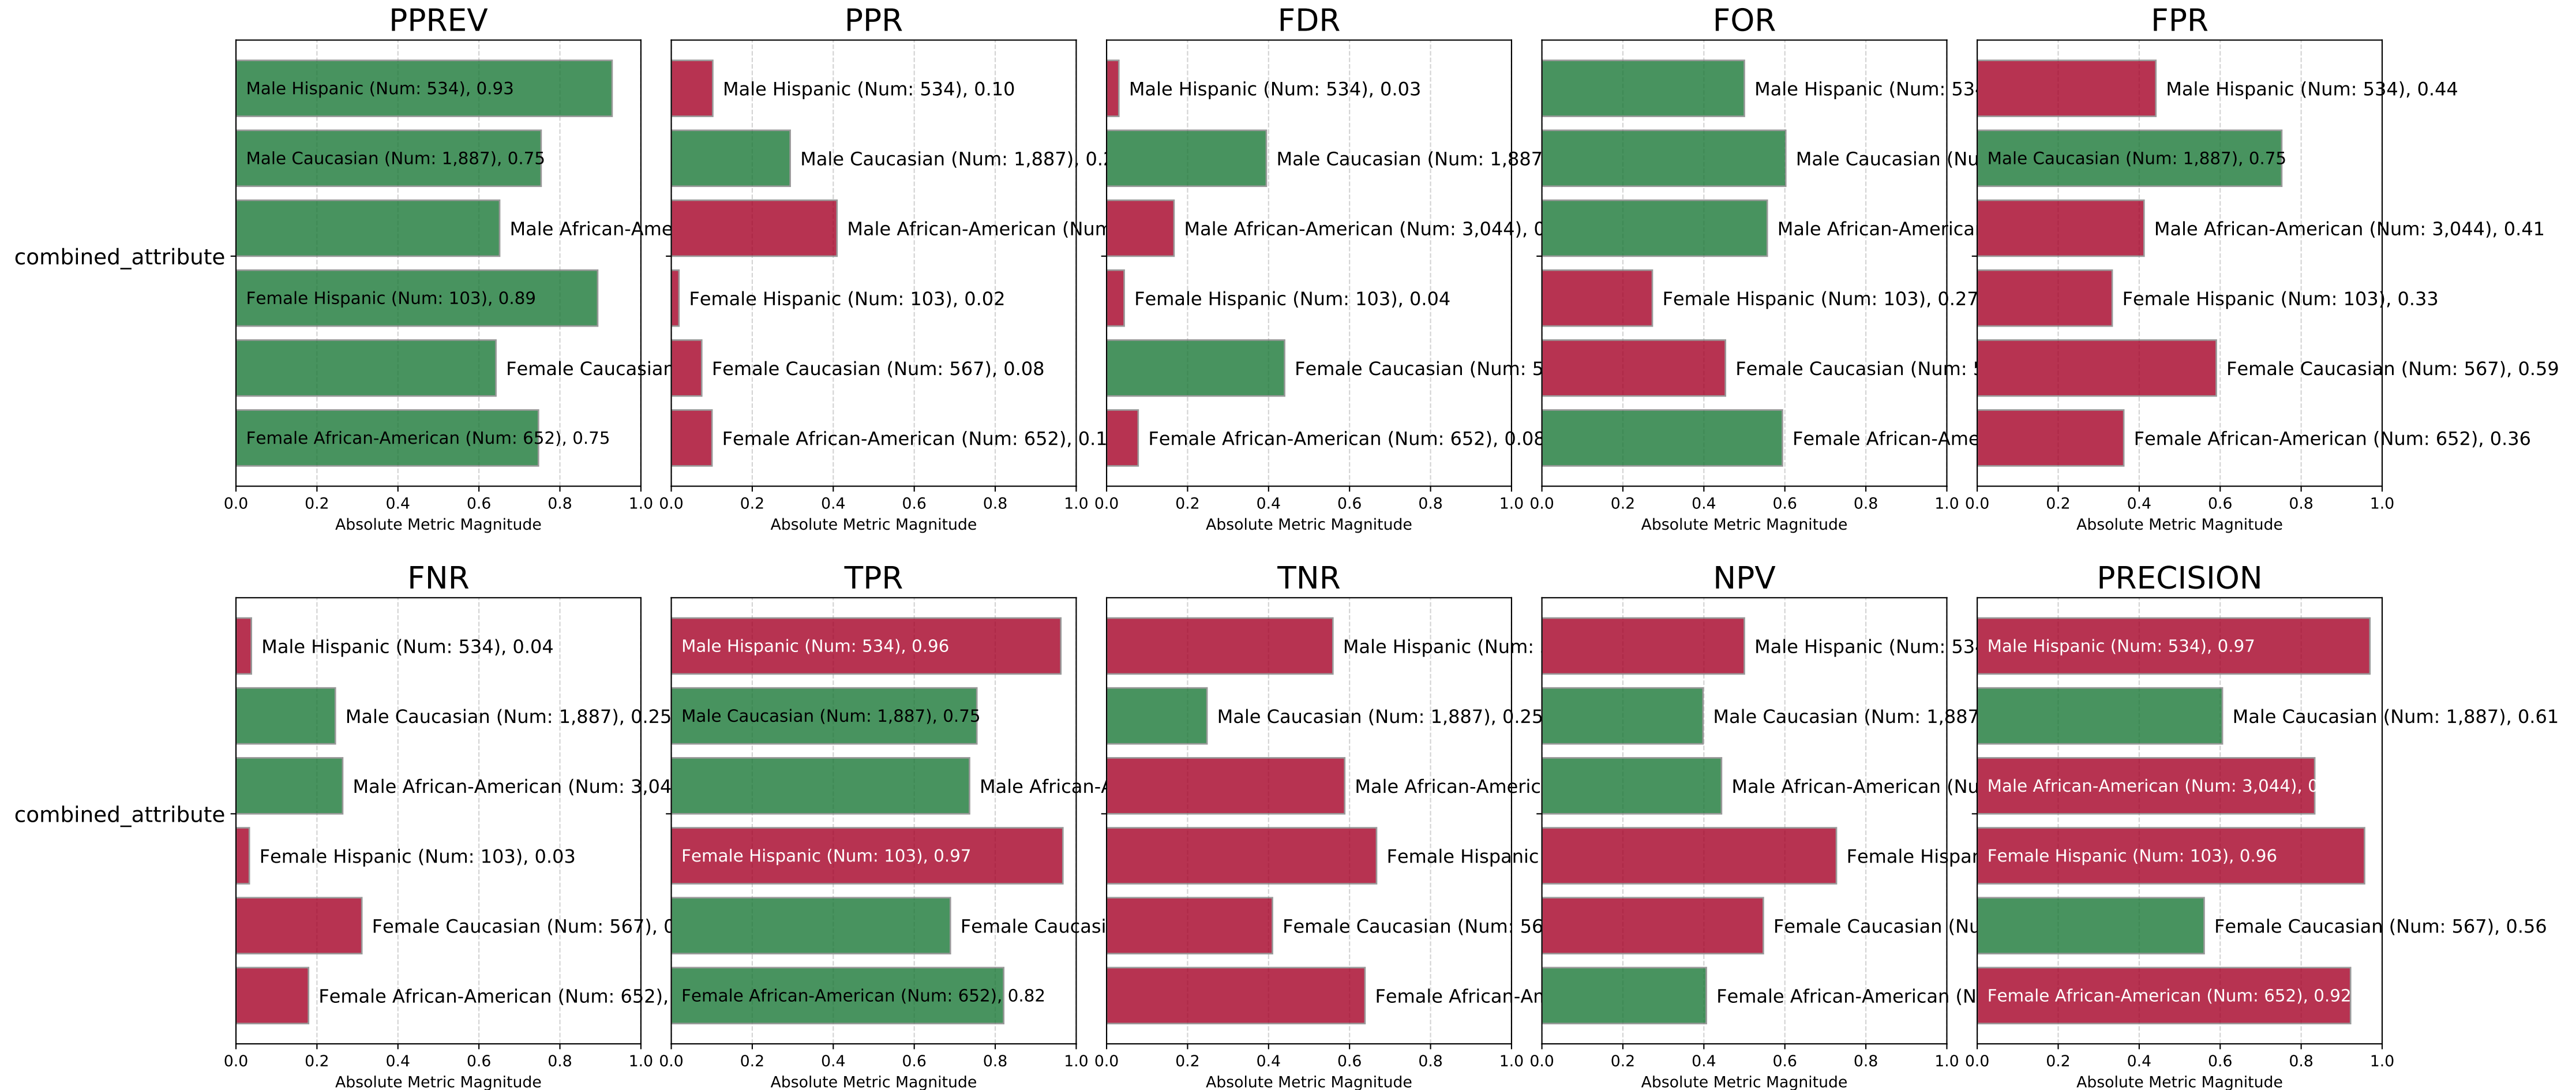 PPREV
Male Hispanic (Num: 534), 0.93
Male Caucasian (Num: 1,887), 0.75
Male African-Ame
combined_attribute
Female Hispanic (Num: 103), 0.89
Female Caucasian
Female African-American (Num: 652), 0.75
0.0 0.2 0.4 0.6 0.8 1.0
Absolute Metric Magnitude
PPR
Male Hispanic (Num: 534), 0.10
Male Caucasian (Num: 1,887), 0.
Male African-American (Num
Female Hispanic (Num: 103), 0.02
Female Caucasian (Num: 567), 0.08
Female African-American (Num: 652), 0.1
0.0 0.2 0.4 0.6 0.8 1.0
Absolute Metric Magnitude
FDR
Male Hispanic (Num: 534), 0.03
Male Caucasian (Num: 1,887
Male African-American (Num: 3,044), 0
Female Hispanic (Num: 103), 0.04
Female Caucasian (Num: 5
Female African-American (Num: 652), 0.08
0.0 0.2 0.4 0.6 0.8 1.0
Absolute Metric Magnitude
FOR
Male Hispanic (Num: 53
Male Caucasian (Nu
Male African-America
Female Hispanic (Num: 103), 0.27
Female Caucasian (Num:
Female African-Ame
0.0 0.2 0.4 0.6 0.8 1.0
Absolute Metric Magnitude
FPR
Male Hispanic (Num: 534), 0.44
Male Caucasian (Num: 1,887), 0.75
Male African-American (Num: 3,044), 0.41
Female Hispanic (Num: 103), 0.33
Female Caucasian (Num: 567), 0.59
Female African-American (Num: 652), 0.36
0.0 0.2 0.4 0.6 0.8 1.0
Absolute Metric Magnitude
FNR
Male Hispanic (Num: 534), 0.04
Male Caucasian (Num: 1,887), 0.25
Male African-American (Num: 3,04
combined_attribute
Female Hispanic (Num: 103), 0.03
Female Caucasian (Num: 567), 0
Female African-American (Num: 652),
0.0 0.2 0.4 0.6 0.8 1.0
Absolute Metric Magnitude
TPR
Male Hispanic (Num: 534), 0.96
Male Caucasian (Num: 1,887), 0.75
Male African-A
Female Hispanic (Num: 103), 0.97
Female Caucasi
Female African-American (Num: 652), 0.82
0.0 0.2 0.4 0.6 0.8 1.0
Absolute Metric Magnitude
TNR
Male Hispanic (Num:
Male Caucasian (Num: 1,887), 0.25
Male African-Americ
Female Hispanic
Female Caucasian (Num: 56
Female African-Am
0.0 0.2 0.4 0.6 0.8 1.0
Absolute Metric Magnitude
NPV
Male Hispanic (Num: 53
Male Caucasian (Num: 1,887
Male African-American (Nu
Female Hispan
Female Caucasian (Nu
Female African-American (N
0.0 0.2 0.4 0.6 0.8 1.0
Absolute Metric Magnitude
PRECISION
Male Hispanic (Num: 534), 0.97
Male Caucasian (Num: 1,887), 0.61
Male African-American (Num: 3,044), 0
Female Hispanic (Num: 103), 0.96
Female Caucasian (Num: 567), 0.56
Female African-American (Num: 652), 0.92
0.0 0.2 0.4 0.6 0.8 1.0
Absolute Metric Magnitude